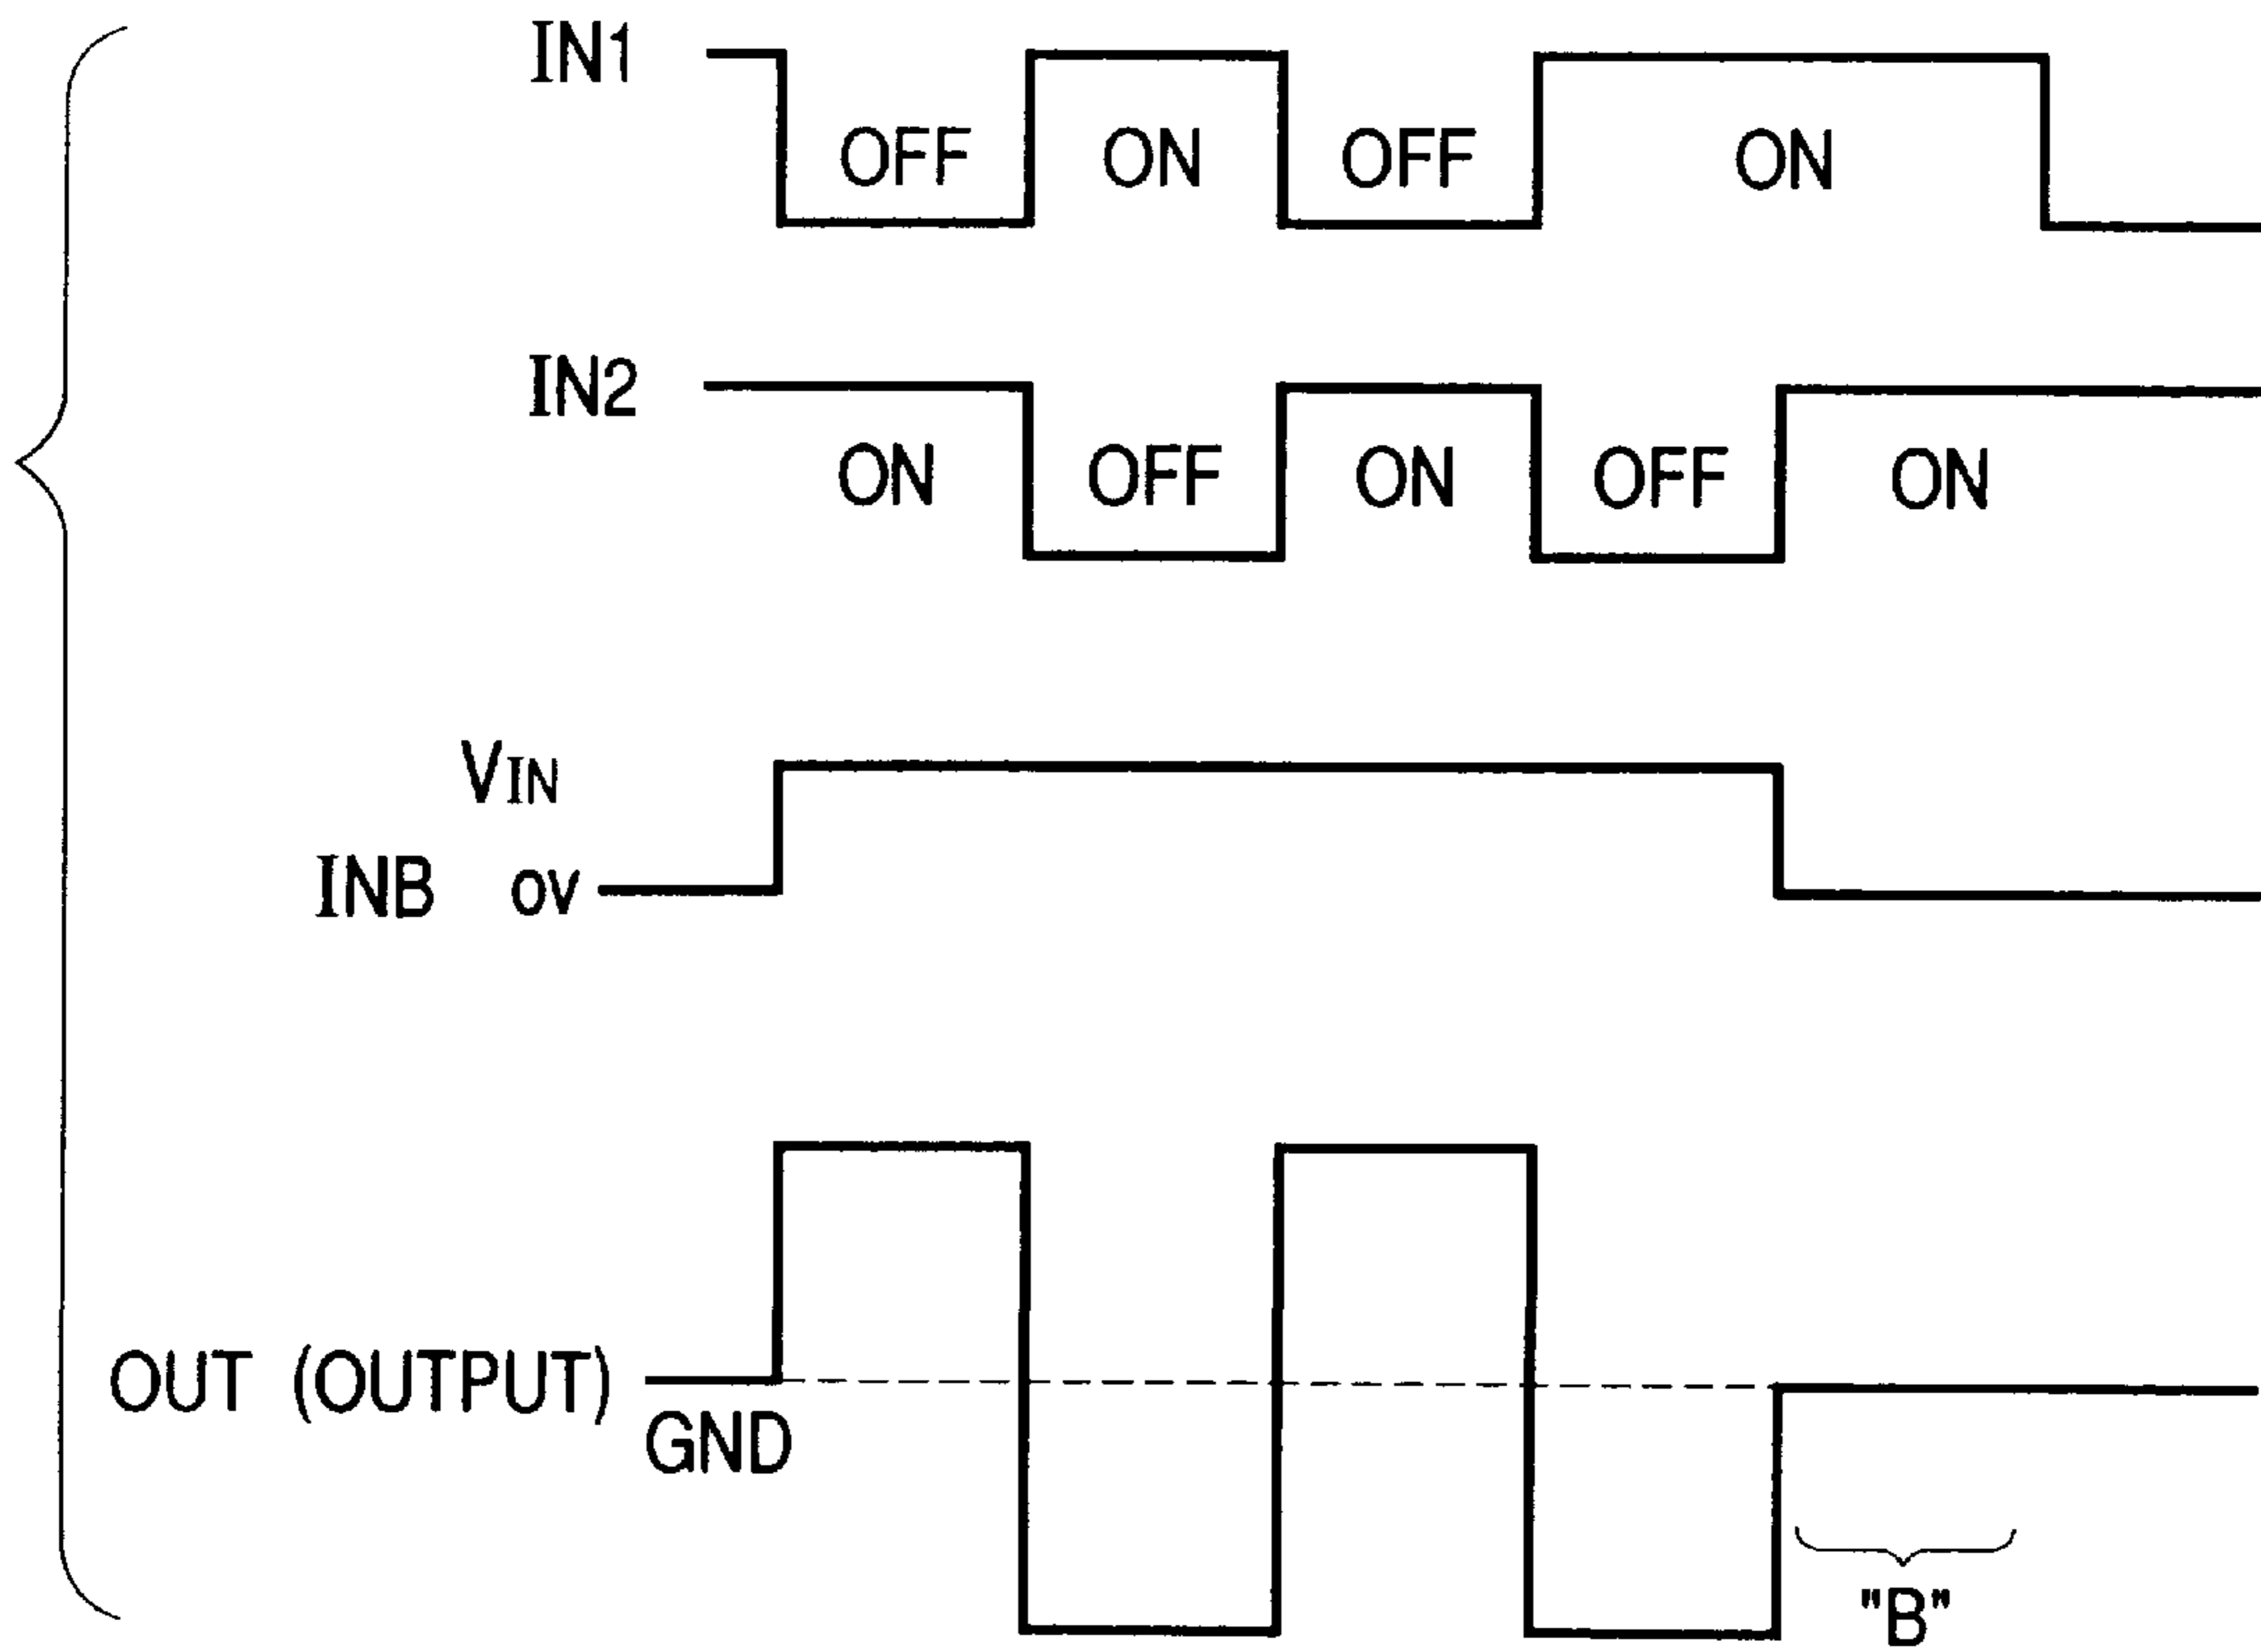 IN1
OFF ON OFF ON
IN2
ON OFF ON OFF ON
VIN
INB 0V
OUT (OUTPUT)
GND
"B"